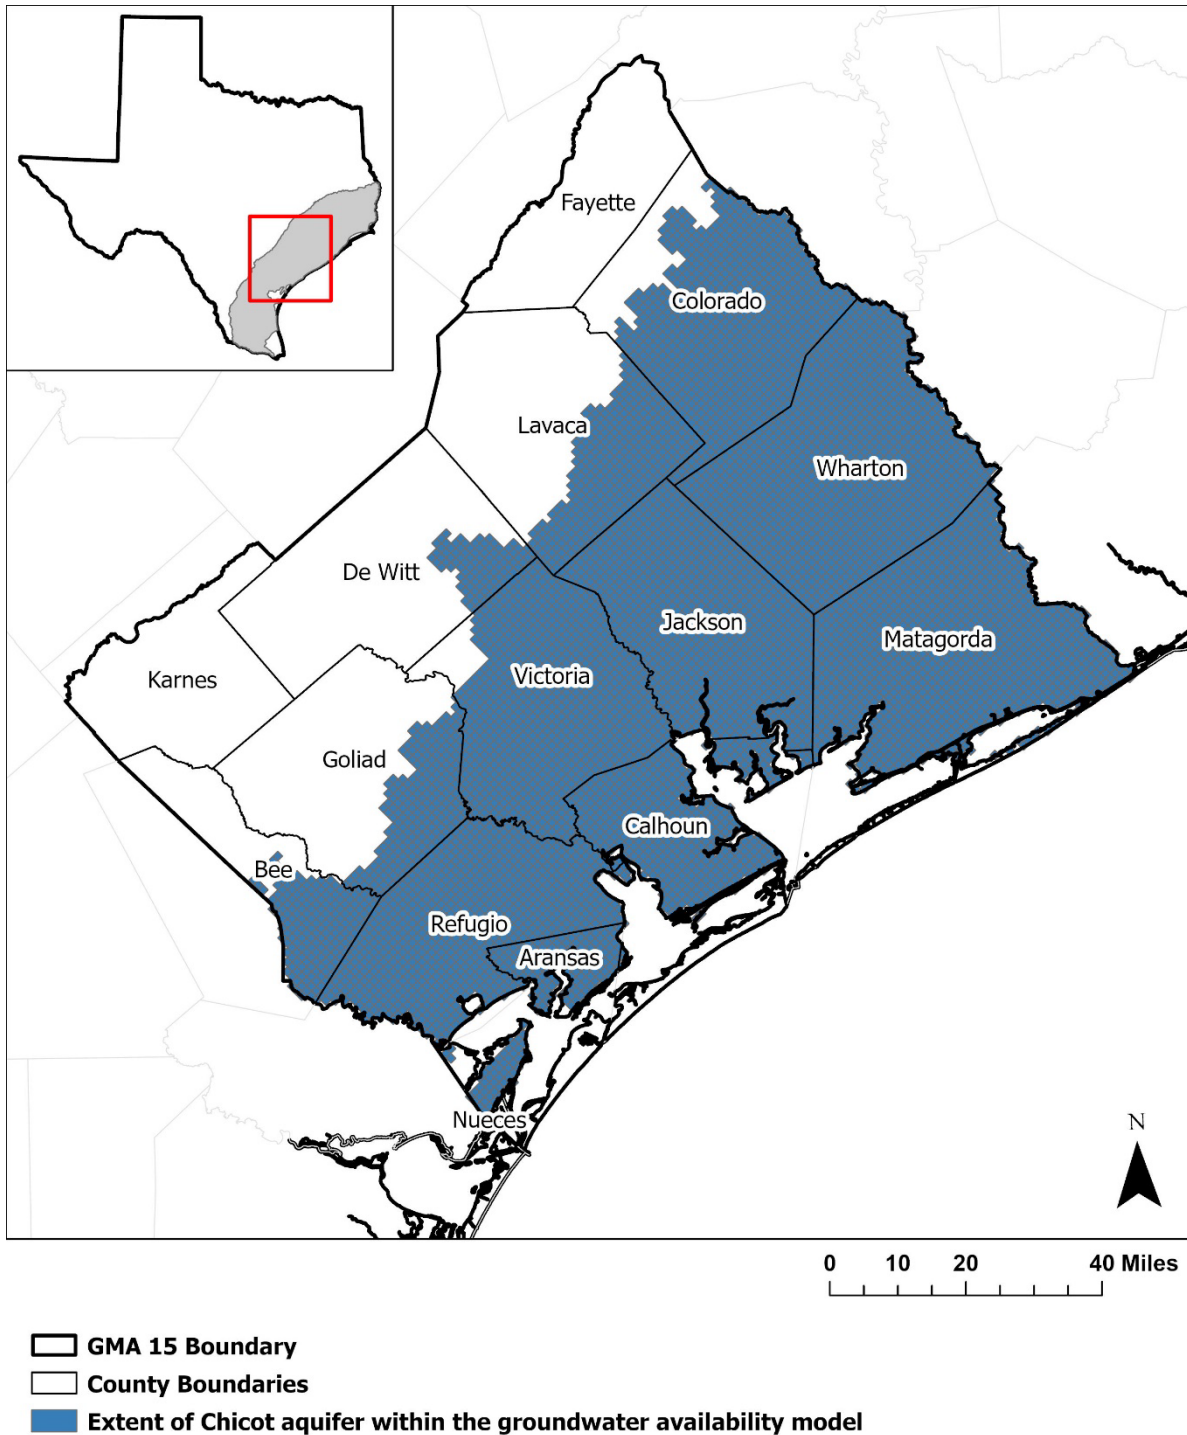 Fayette
Colorado
Lavaca
Wharton
De Witt
Jackson
Matagorda
Karnes
Victoria
Goliad
Calhoun
Bee
Refugio
Aransas
Nueces
N
0 10 20 40 Miles
GMA 15 Boundary
County Boundaries
Extent of Chicot aquifer within the groundwater availability model